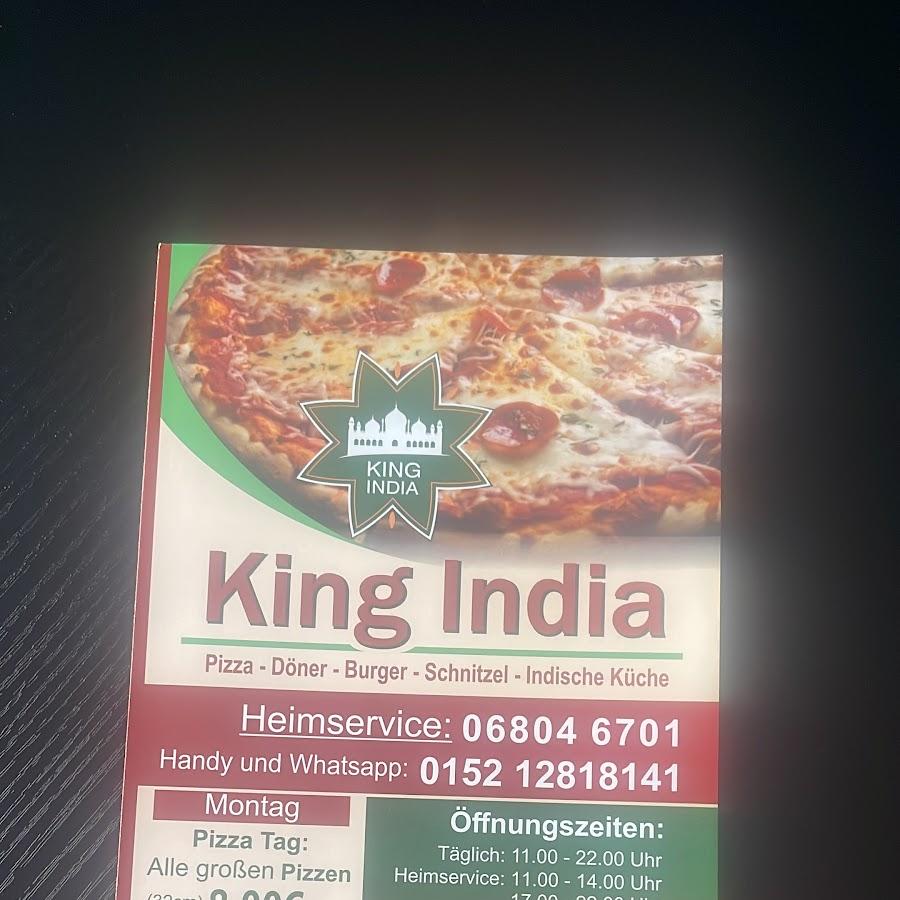 KING
INDIA
King India
Pizza - Döner - Burger - Schnitzel - Indische Küche
Heimservice: 06804 6701
Handy und Whatsapp: 0152 12818141
Montag
Pizza Tag:
Alle großen Pizzen
Öffnungszeiten:
Täglich: 11.00 - 22.00 Uhr
Heimservice: 11.00 - 14.00 Uhr